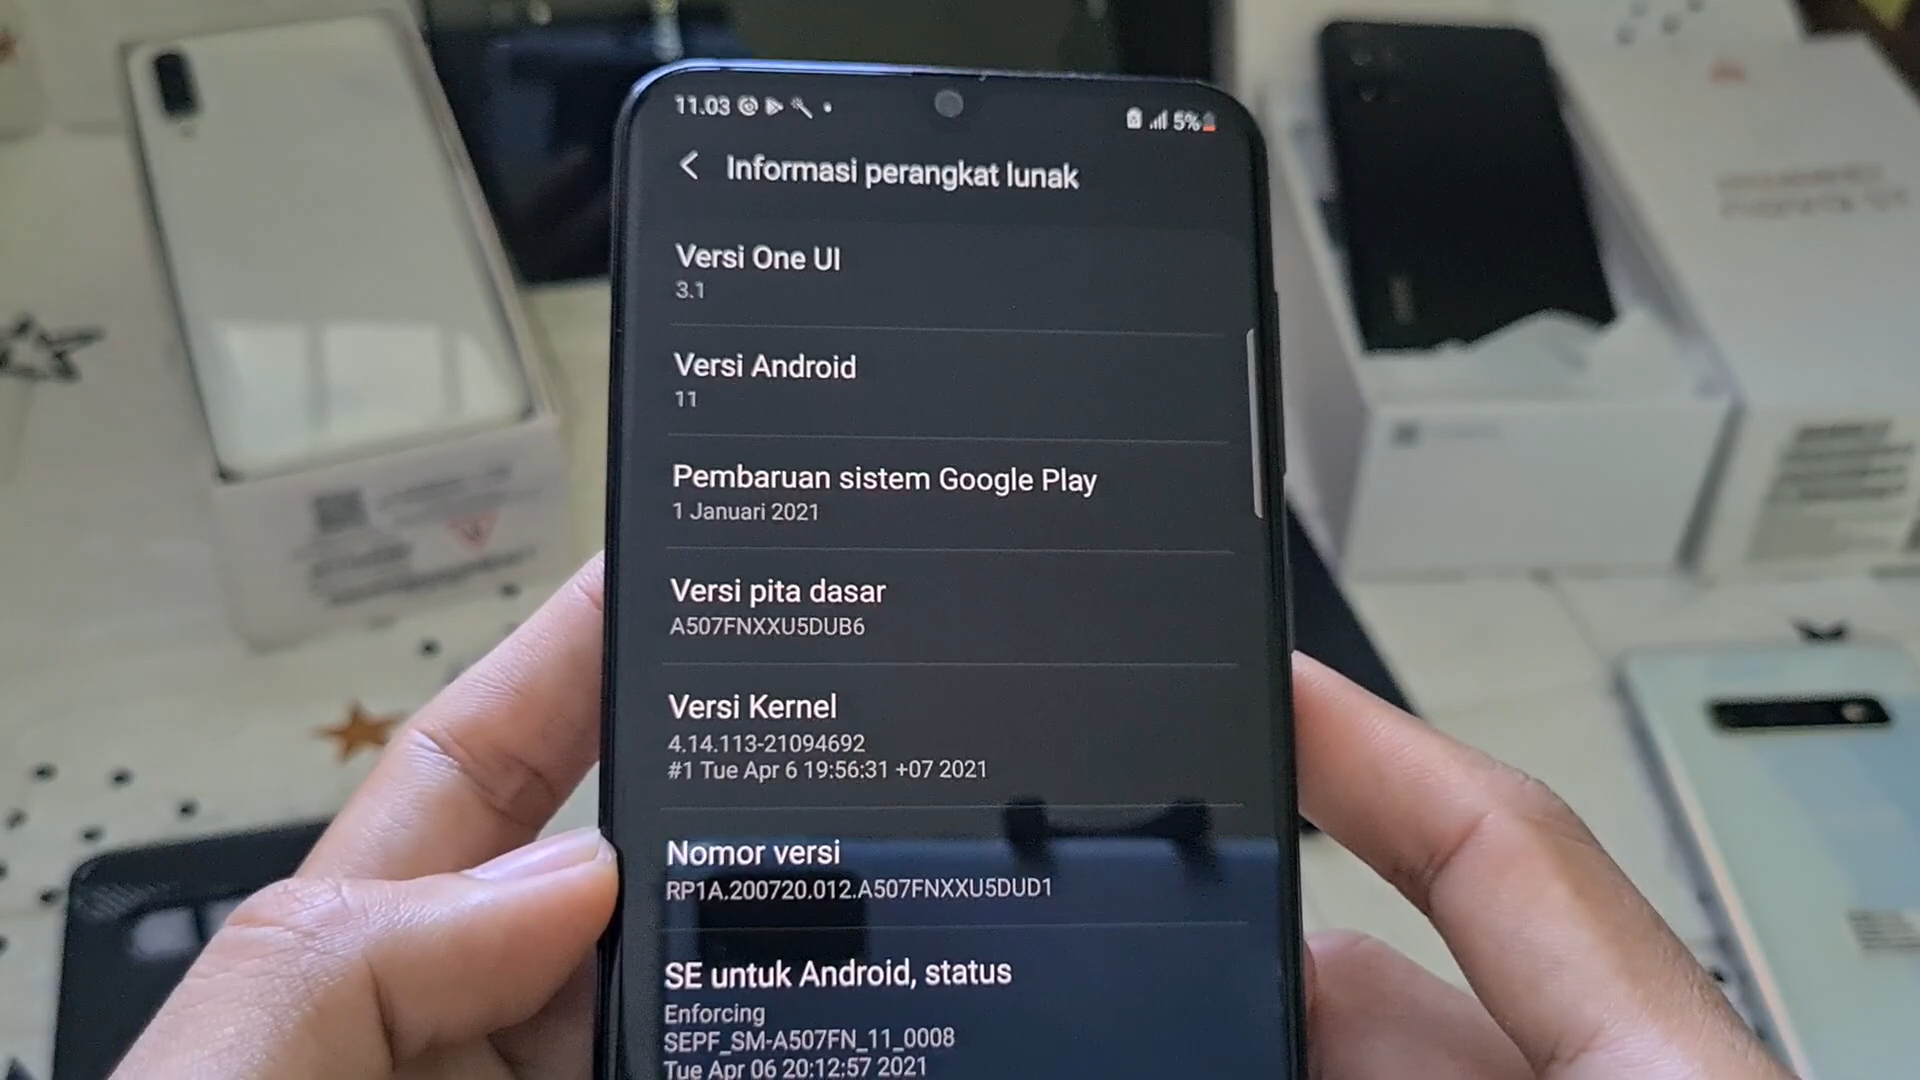 11.03
5%
Informasi perangkat lunak
Versi One UI
3.1
Versi Android
11
Pembaruan sistem Google Play
1 Januari 2021
Versi pita dasar
A507FNXXU5DUB6
Versi Kernel
4.14.113-21094692
#1 Tue Apr 6 19:56:31 +07 2021
Nomor versi
RP1A.200720.012.A507FNXXU5DUD1
SE untuk Android, status
Enforcing
SEPF_SM-A507FN_11_0008
Tue Apr 06 20:12:57 2021